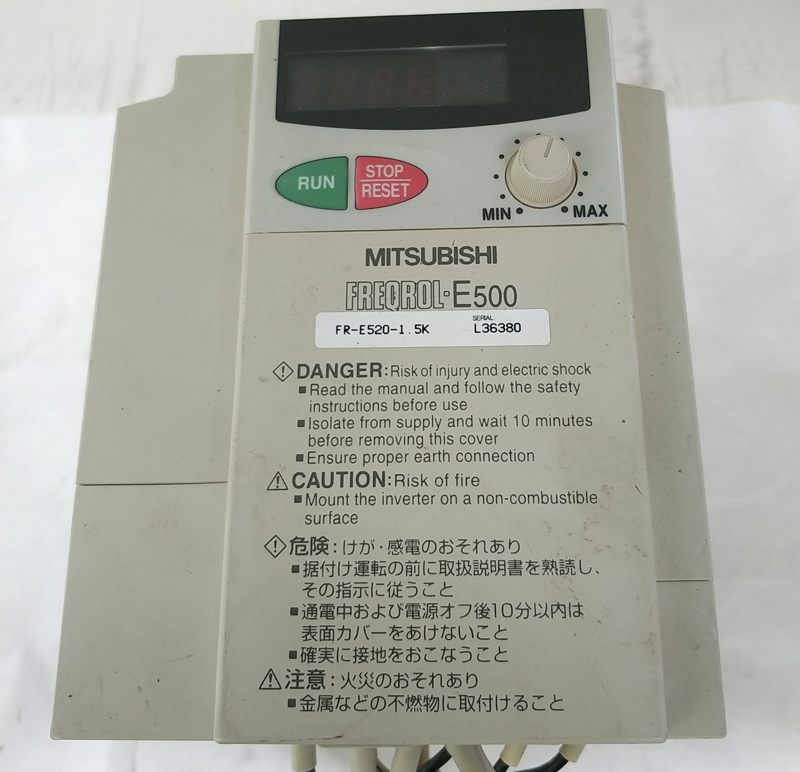 RUN
STOP
RESET
MIN
MAX
MITSUBISHI
FREQROL-E500
SERIAL
FR-E520-1.5K L36380
DANGER:Risk of injury and electric shock
■Read the manual and follow the safety
instructions before use
■Isolate from supply and wait 10 minutes
before removing this cover
■Ensure proper earth connection
CAUTION:Risk of fire
■Mount the inverter on a non-combustible
surface
危険：けが・感電のおそれあり
■据付け運転の前に取扱説明書を熟読し、
その指示に従うこと
■通電中および電源オフ後10分以内は
表面カバーをあけないこと
■確実に接地をおこなうこと
注意：火災のおそれあり
■金属などの不燃物に取付けること